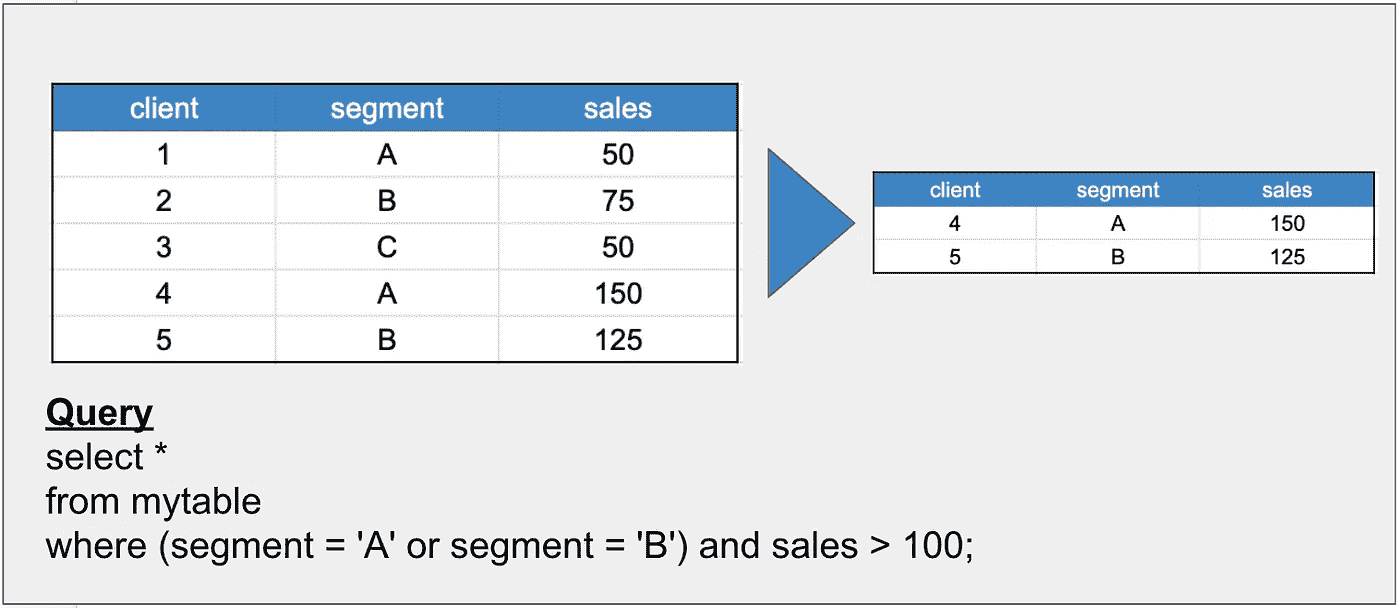 client segment sales
1 A 50
2 B 75
3 C 50
4 A 150
5 B 125
client segment sales
4 A 150
5 B 125
Query
select *
from mytable
where (segment = 'A' or segment = 'B') and sales > 100;